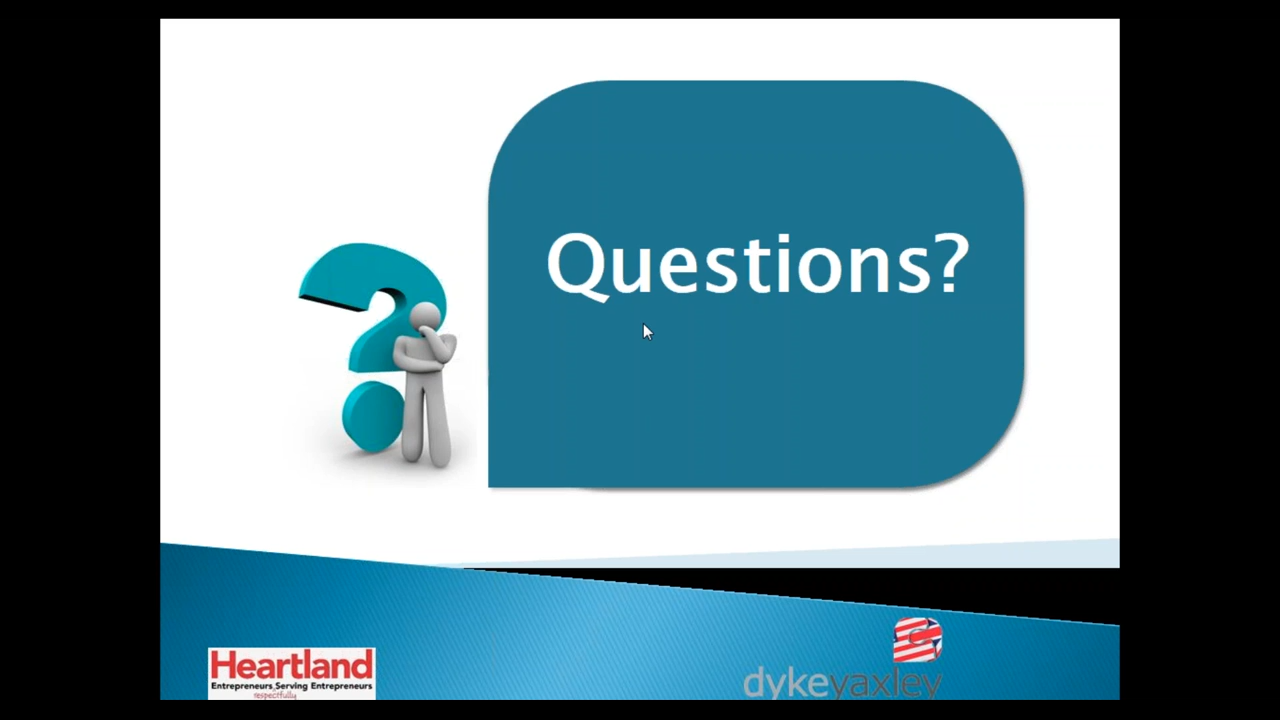 Questions?
Heartland
Entrepreneurs Serving Entrepreneurs
respectfully
dykeyaxley